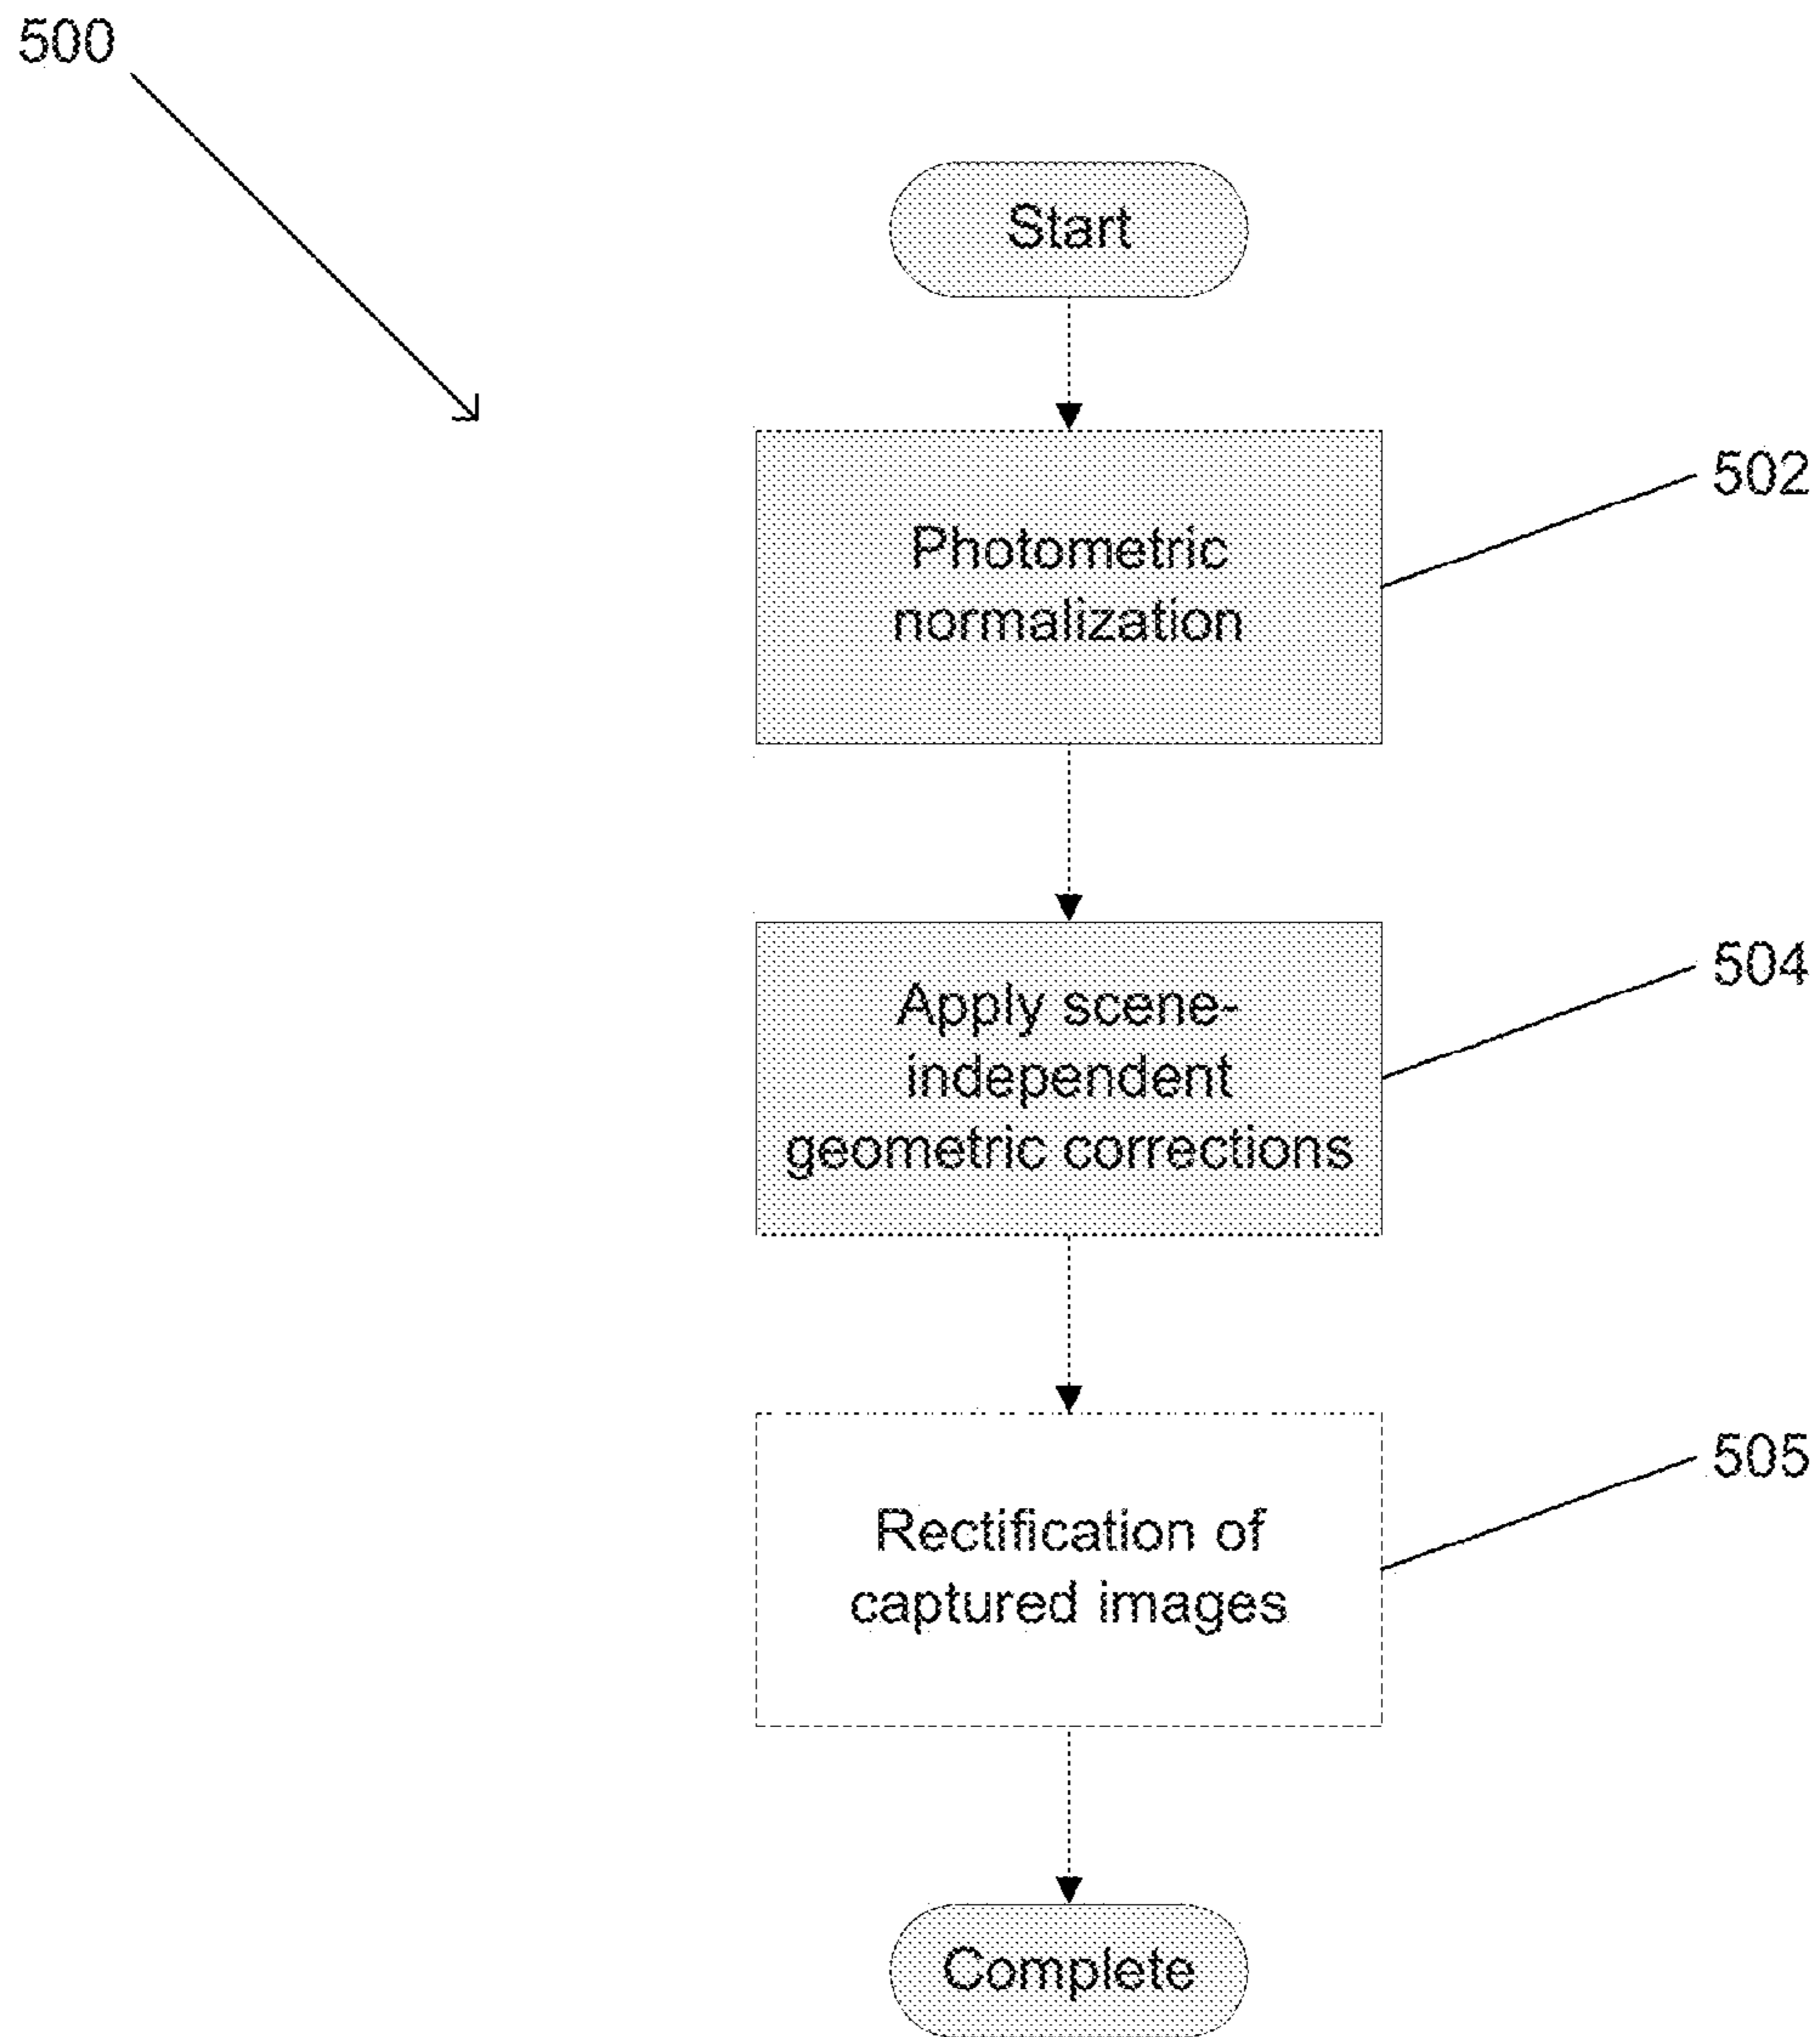 500
Start
502
Photometric
normalization
504
Apply scene-
independent
geometric corrections
505
Rectification of
captured images
Complete